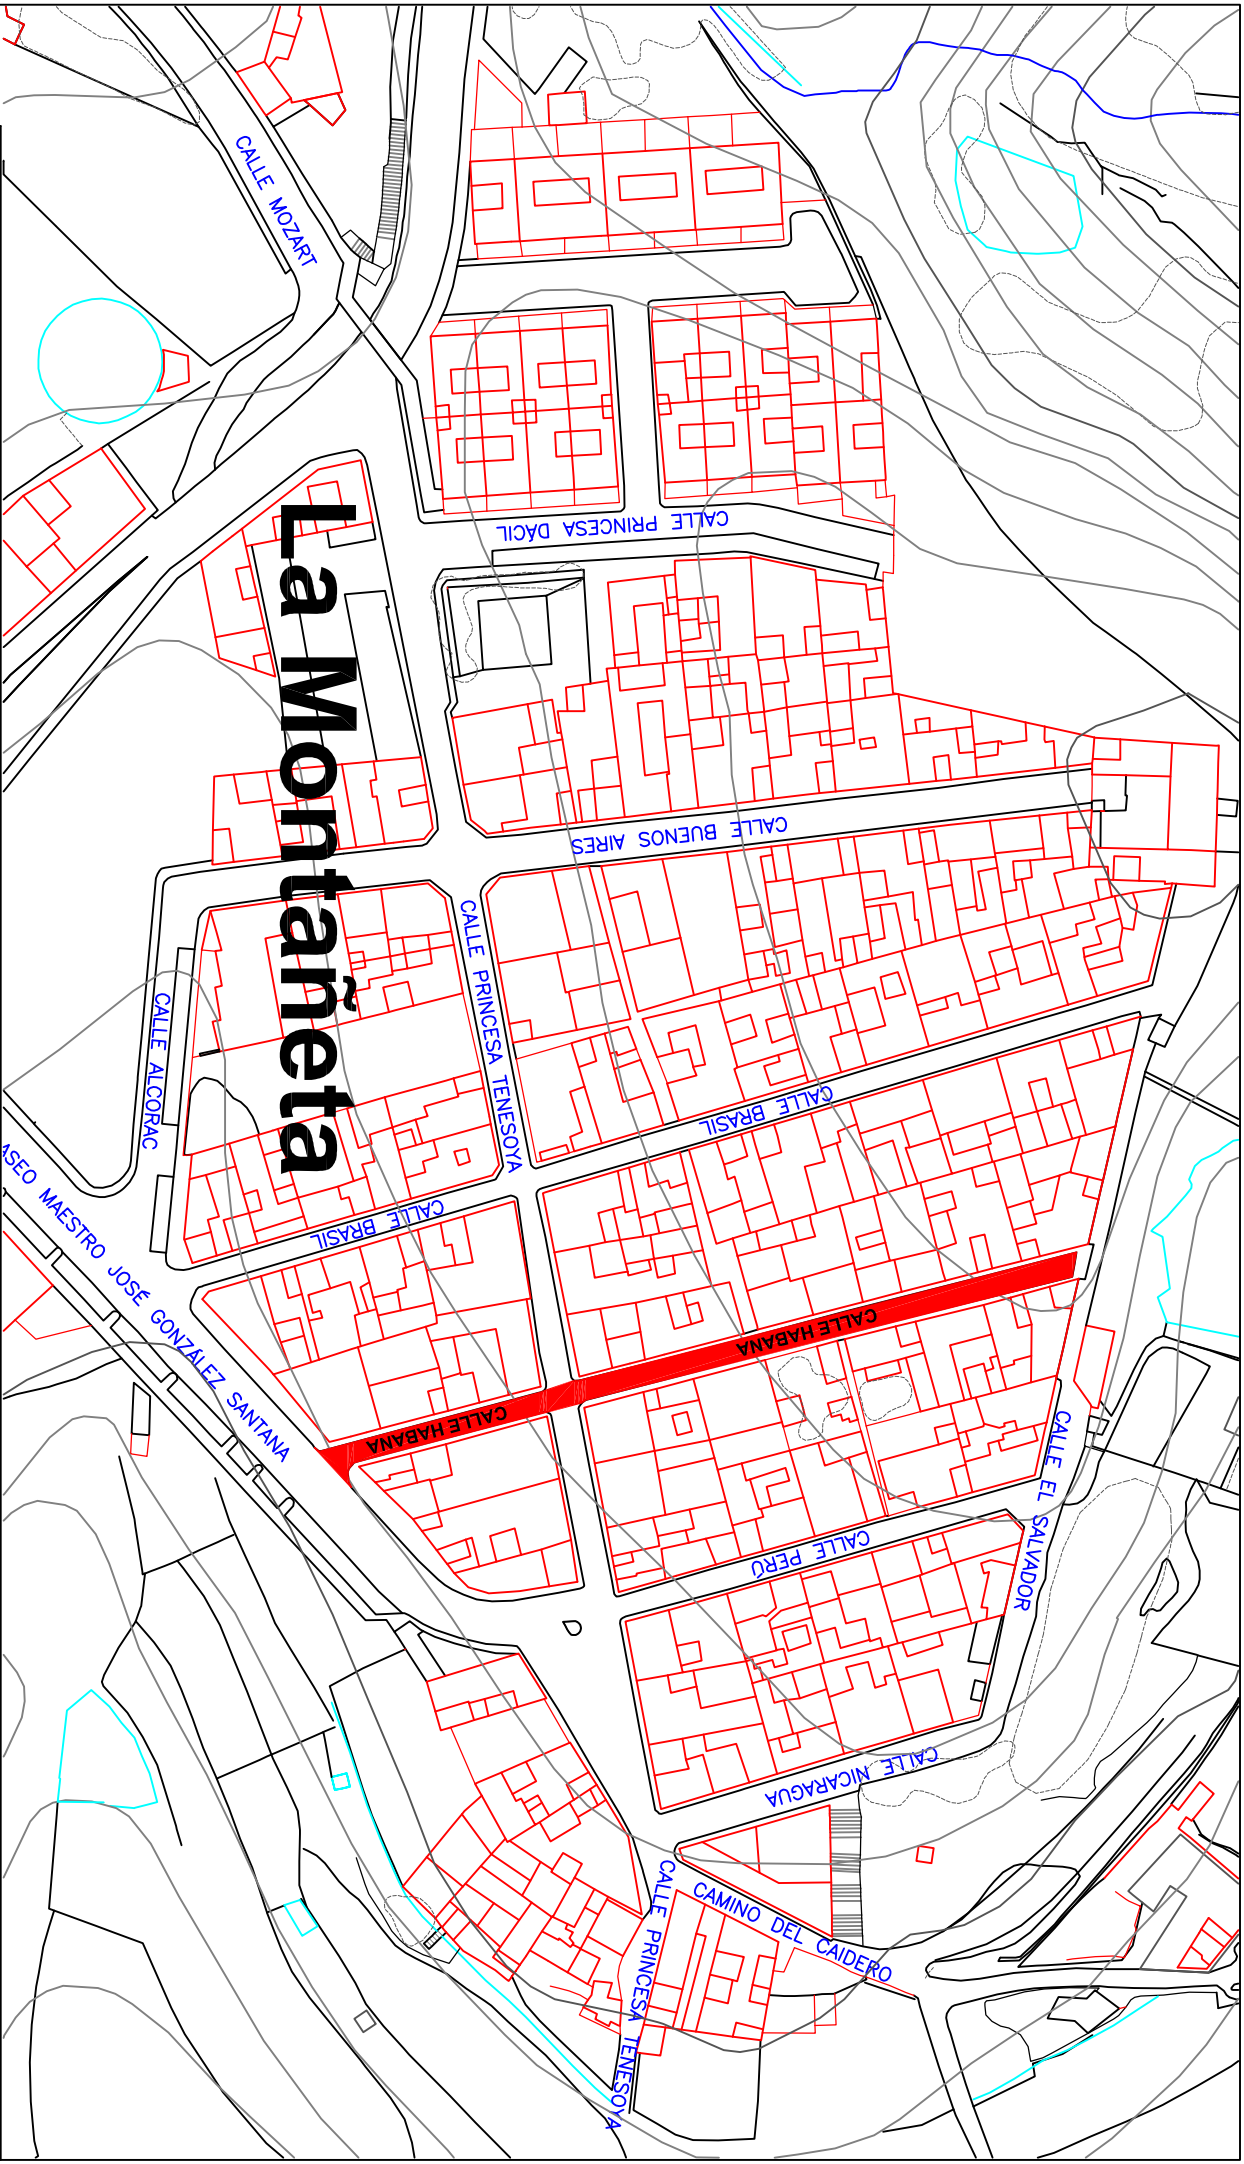 CALLE MOZART
CALLE PRINCESA DÁCIL
La Montañeta
CALLE BUENOS AIRES
CALLE PRINCESA TENESOYA
CALLE ALCORAC
CALLE BRASIL
CALLE BRASIL
ASEO MAESTRO JOSÉ GONZÁLEZ SANTANA
CALLE HABANA
CALLE HABANA
CALLE EL SALVADOR
CALLE PERÚ
CALLE NICARAGUA
CAMINO DEL CAIDERO
CALLE PRINCESA TENESOYA